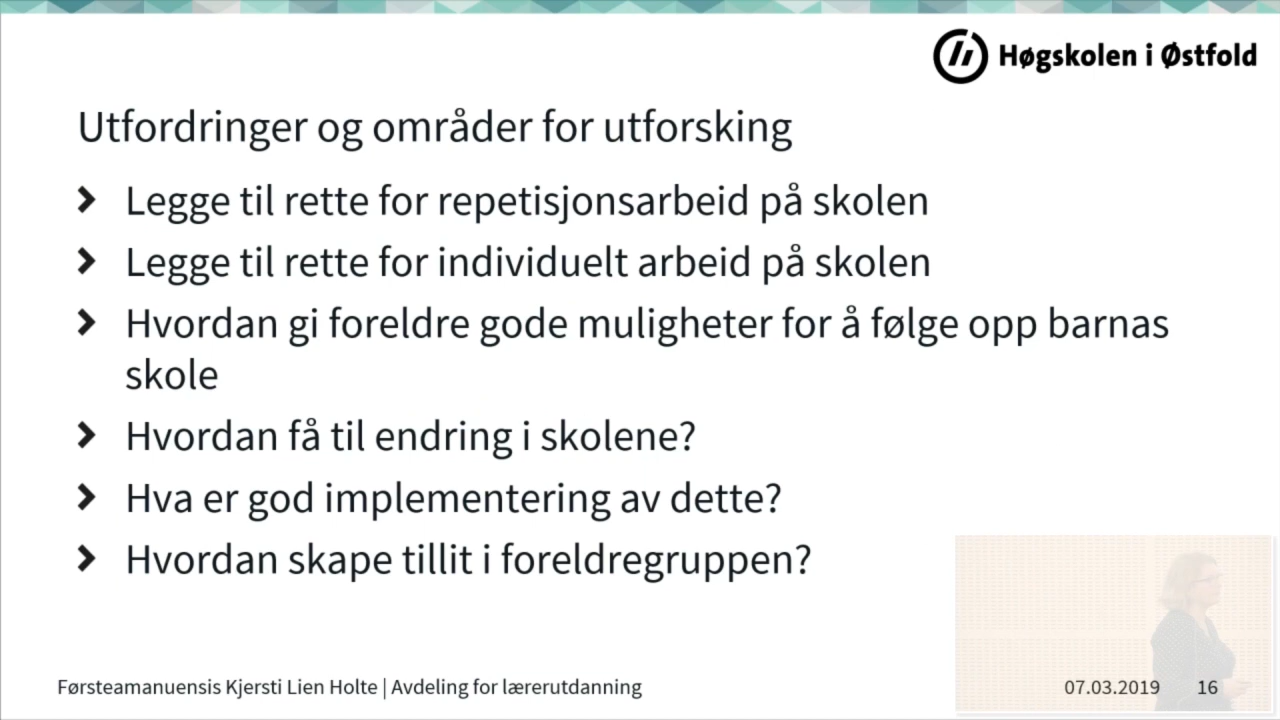 Høgskolen i Østfold
Utfordringer og områder for utforsking
Legge til rette for repetisjonsarbeid på skolen
Legge til rette for individuelt arbeid på skolen
Hvordan gi foreldre gode muligheter for å følge opp barnas
skole
Hvordan få til endring i skolene?
Hva er god implementering av dette?
Hvordan skape tillit i foreldregruppen?
Førsteamanuensis Kjersti Lien Holte | Avdeling for lærerutdanning
07.03.2019 16